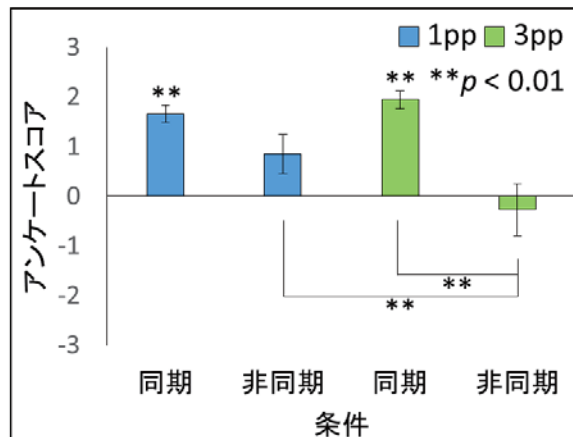 1pp 3pp
**p < 0.01
アンケートスコア
3
2
1
0
-1
-2
-3
**
**
**
**
同期 非同期 同期 非同期
条件